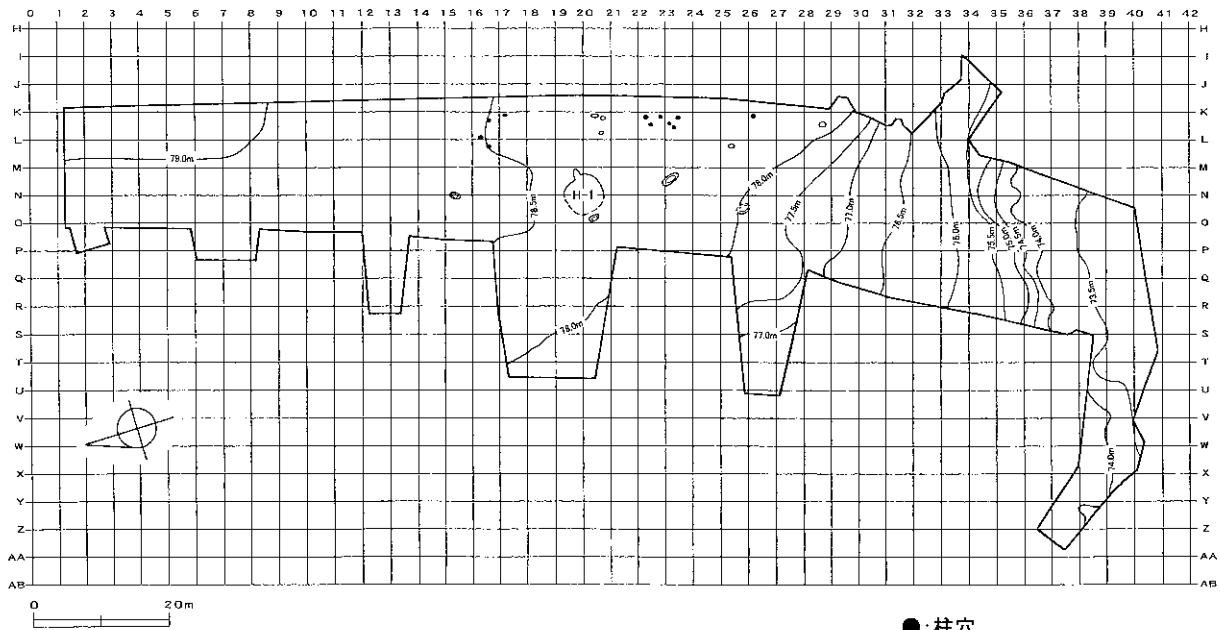 0 1 2 3 4 5 6 7 8 9 10 11 12 13 14 15 16 17 18 19 20 21 22 23 24 25 26 27 28 29 30 31 32 33 34 35 36 37 38 39 40 41 42
H H
I I
J J
K K
L L
M M
N N
O O
P P
Q Q
R R
S S
T T
U U
V V
W W
X X
Y Y
Z Z
AA AA
AB AB
79.0m
78.5m
H-1
78.0m
77.5m
77.0m
76.5m
76.0m
75.5m
75.0m
74.5m
74.0m
73.5m
78.0m
77.0m
74.0m
0 20m
●:柱穴